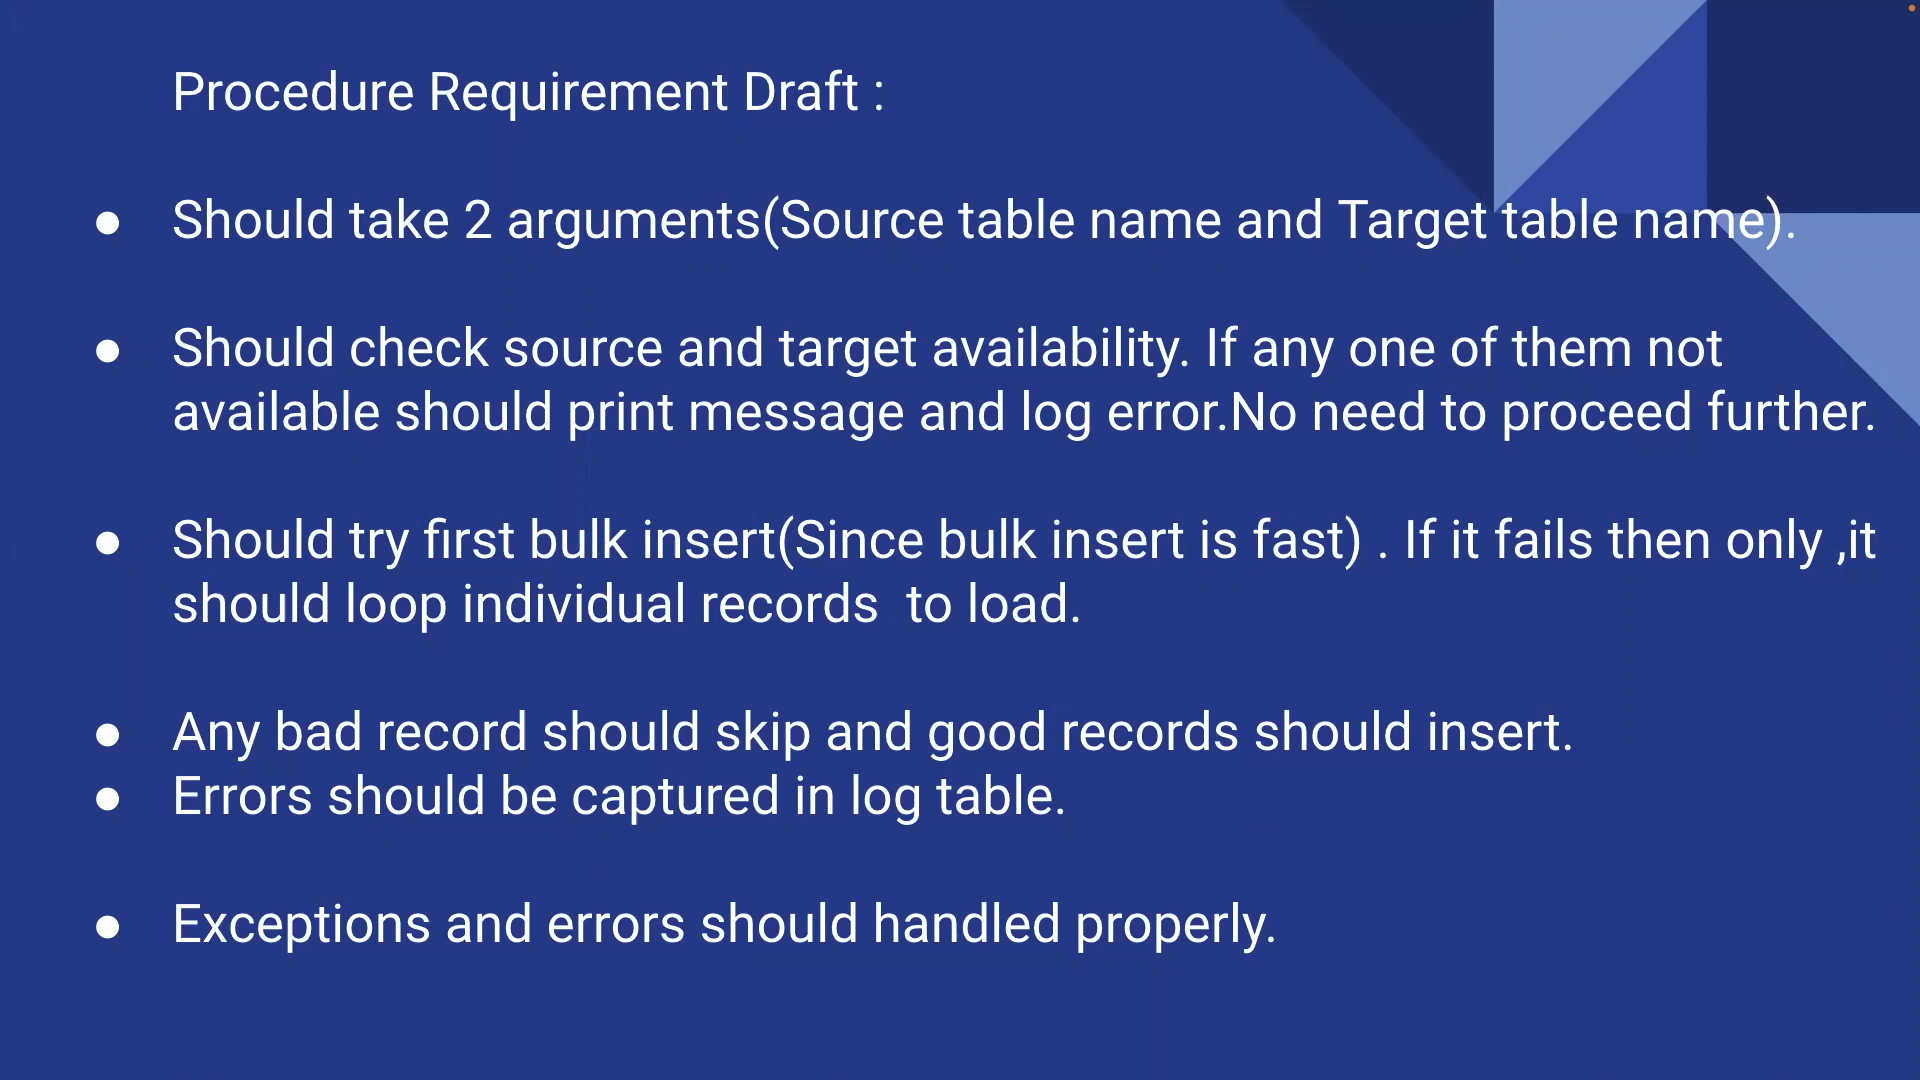 Procedure Requirement Draft :
● Should take 2 arguments(Source table name and Target table name).
● Should check source and target availability. If any one of them not
available should print message and log error.No need to proceed further.
● Should try first bulk insert(Since bulk insert is fast) . If it fails then only ,it
should loop individual records  to load.
● Any bad record should skip and good records should insert.
● Errors should be captured in log table.
● Exceptions and errors should handled properly.